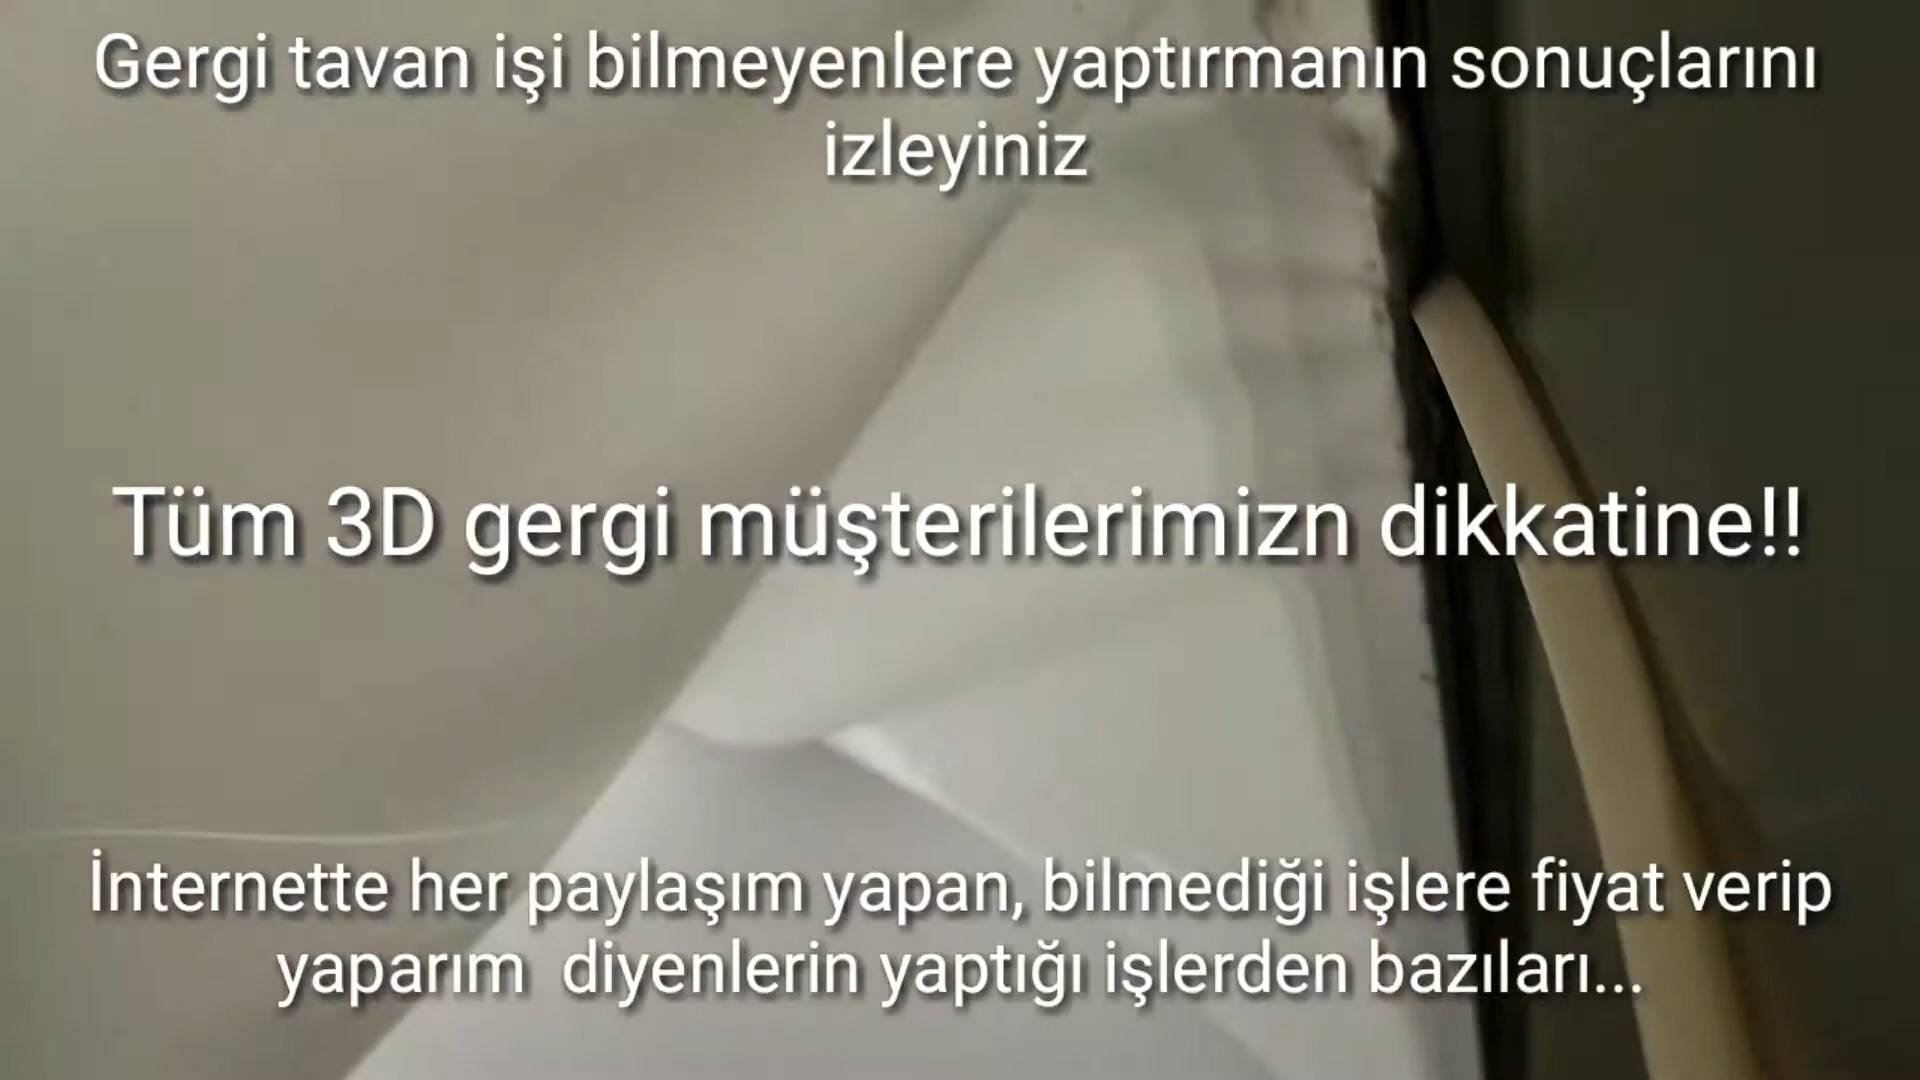 Gergi tavan işi bilmeyenlere yaptırmanın sonuçlarını
izleyiniz
Tüm 3D gergi müşterilerimizn dikkatine!!
İnternette her paylaşım yapan, bilmediği işlere fiyat verip
yaparım  diyenlerin yaptığı işlerden bazıları...